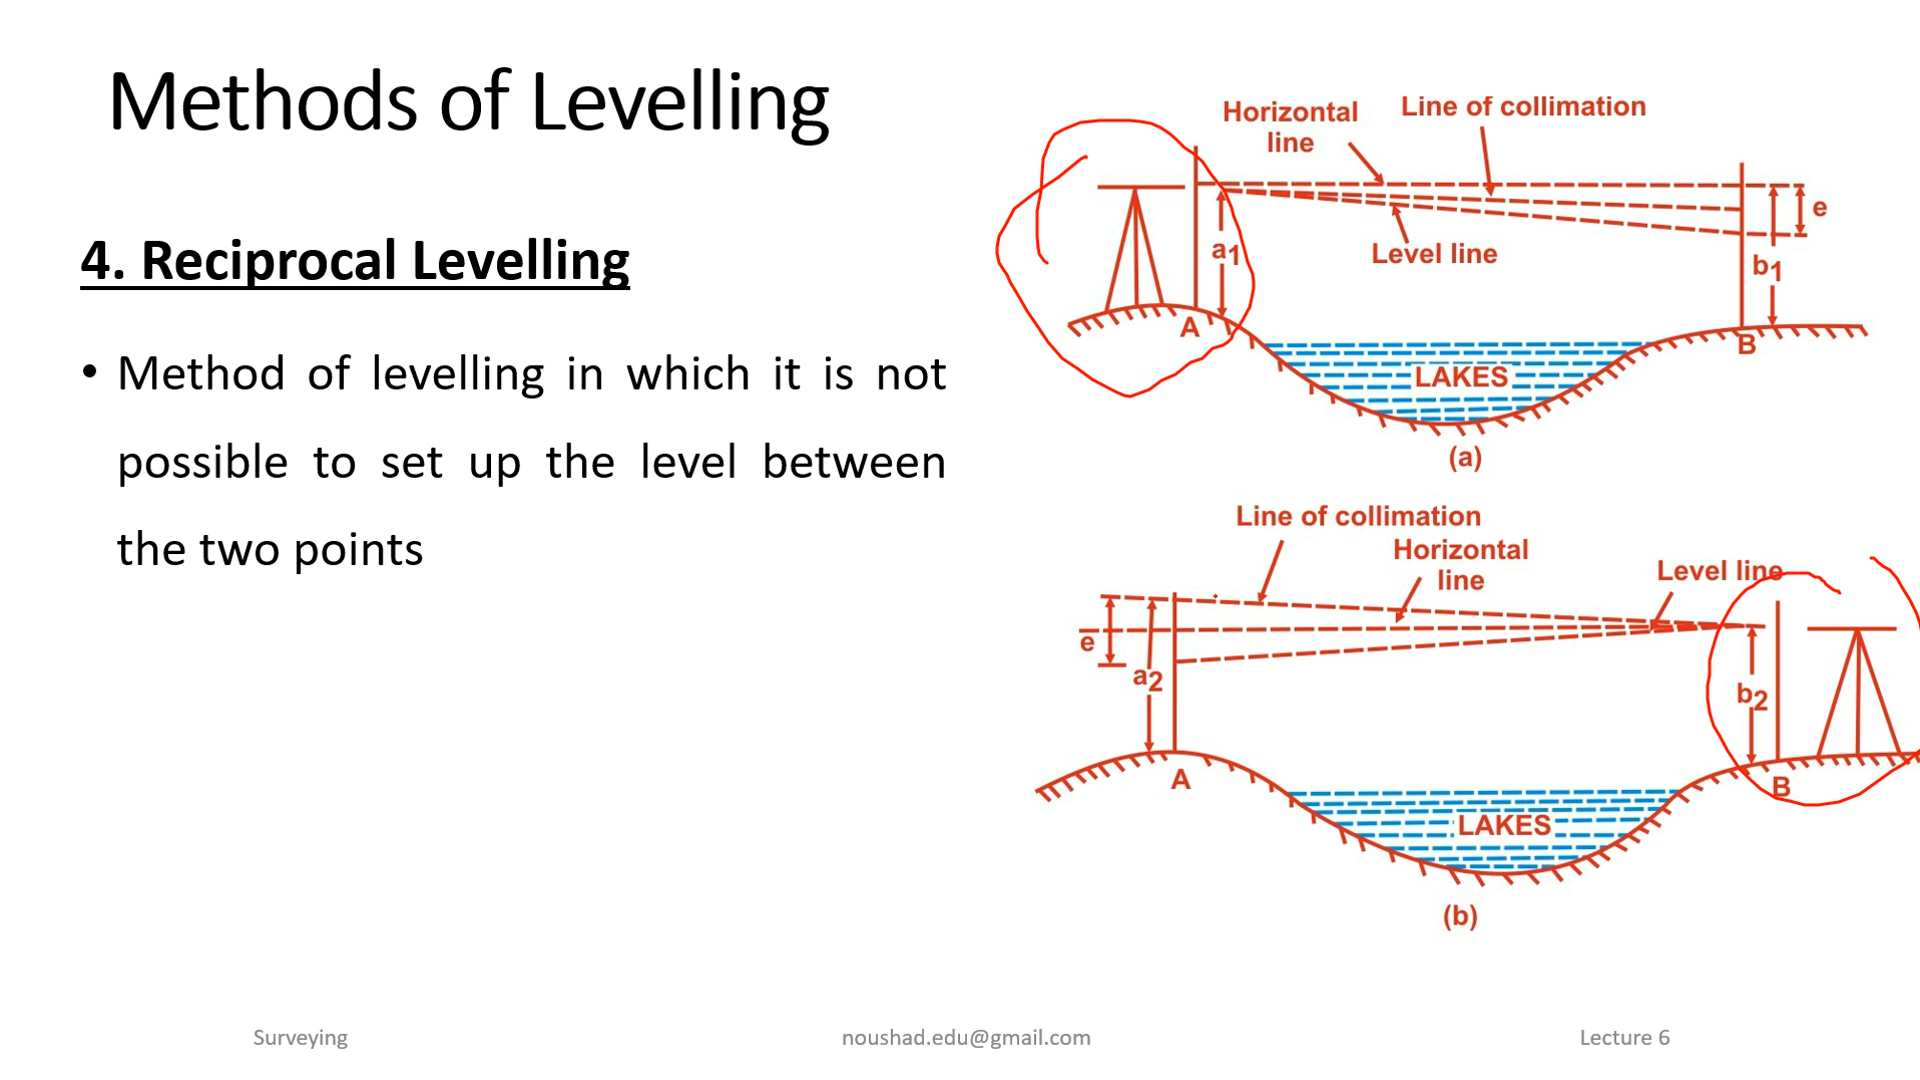 Methods of Levelling
4. Reciprocal Levelling
• Method of levelling in which it is not
possible to set up the level between
the two points
Horizontal
line
Line of collimation
Level line
a1
b1
e
A
B
LAKES
(a)
Line of collimation
Horizontal
line
Level line
e
a2
b2
A
B
LAKES
(b)
Surveying
noushad.edu@gmail.com
Lecture 6